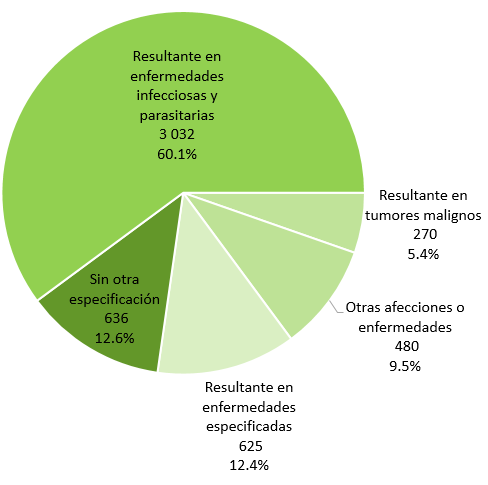 Resultante en
enfermedades
infecciosas y
parasitarias
3 032
60.1%
Resultante en
tumores malignos
270
5.4%
Otras afecciones o
enfermedades
480
9.5%
Resultante en
enfermedades
especificadas
625
12.4%
Sin otra
especificación
636
12.6%